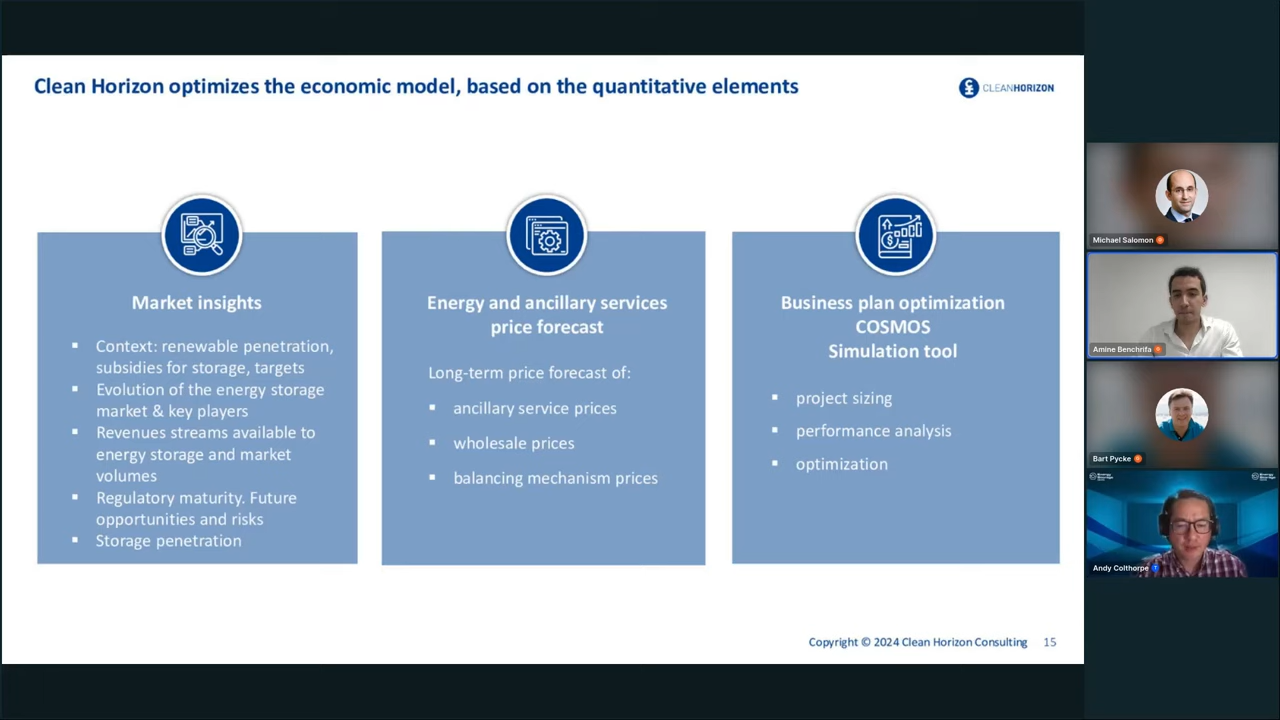 Clean Horizon optimizes the economic model, based on the quantitative elements
CLEANHORIZON
Market insights
▪ Context: renewable penetration,
subsidies for storage, targets
▪ Evolution of the energy storage
market & key players
▪ Revenues streams available to
energy storage and market
volumes
▪ Regulatory maturity. Future
opportunities and risks
▪ Storage penetration
Energy and ancillary services
price forecast
Long-term price forecast of:
▪ ancillary service prices
▪ wholesale prices
▪ balancing mechanism prices
Business plan optimization
COSMOS
Simulation tool
▪ project sizing
▪ performance analysis
▪ optimization
Copyright © 2024 Clean Horizon Consulting 15
Michael Salomon
Amine Benchrifa
Bart Pycke
Andy Colthorpe